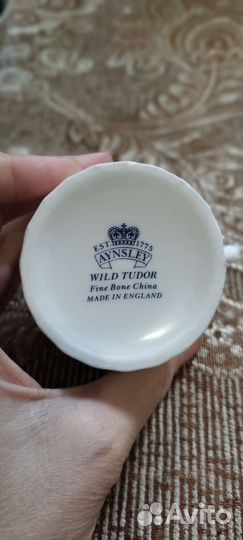 EST. 1775
AYNSLEY
WILD TUDOR
Fine Bone China
MADE IN ENGLAND
Avito